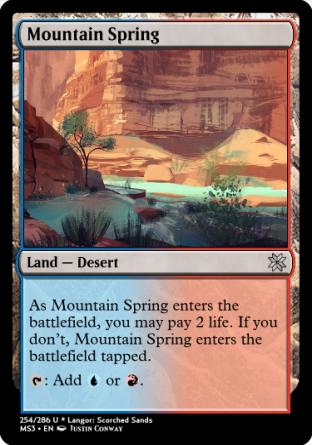 Mountain Spring
Land — Desert
As Mountain Spring enters the
battlefield, you may pay 2 life. If you
don't, Mountain Spring enters the
battlefield tapped.
: Add or .
254/286 U * Langor: Scorched Sands
MS3 • EN Justin Conway